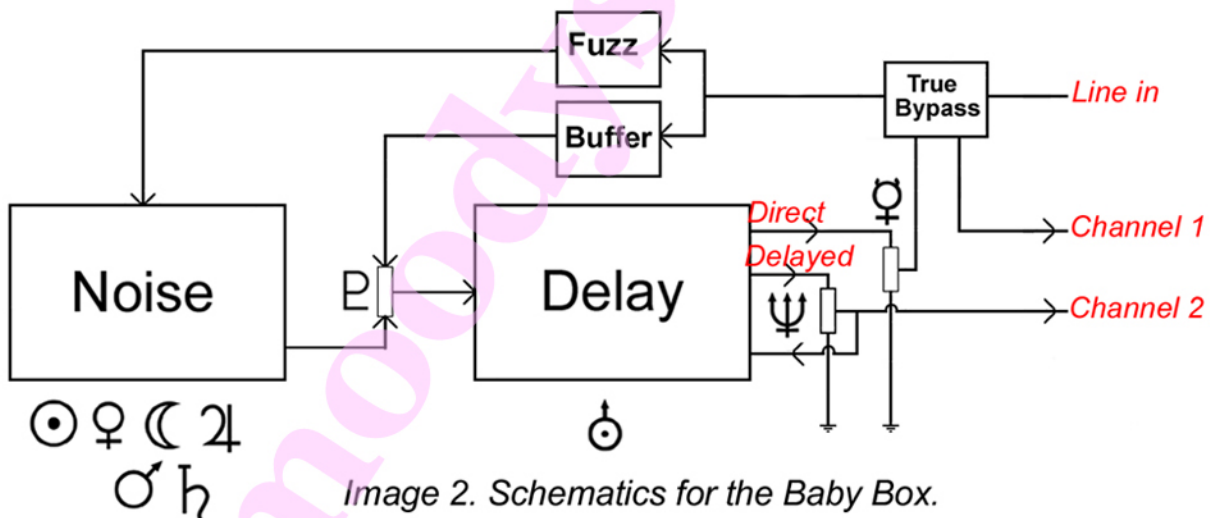 Fuzz
True
Bypass
Line in
Buffer
Direct
Channel 1
Delayed
Noise
Delay
Channel 2
Image 2. Schematics for the Baby Box.
moodys